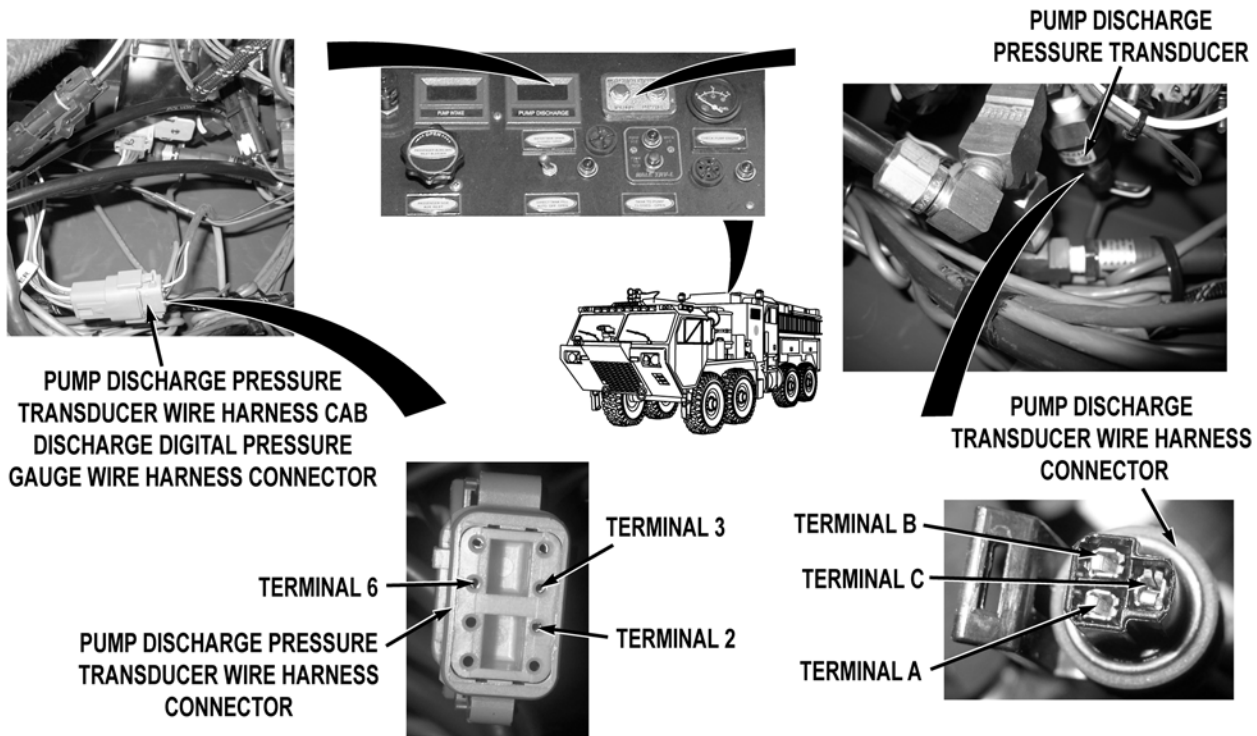 PUMP DISCHARGE
PRESSURE TRANSDUCER
PUMP INTAKE
PUMP DISCHARGE
OPEN
PUMP DISCHARGE PRESSURE
TRANSDUCER WIRE HARNESS CAB
DISCHARGE DIGITAL PRESSURE
GAUGE WIRE HARNESS CONNECTOR
PUMP DISCHARGE
TRANSDUCER WIRE HARNESS
CONNECTOR
TERMINAL 3
TERMINAL 6
TERMINAL 2
PUMP DISCHARGE PRESSURE
TRANSDUCER WIRE HARNESS
CONNECTOR
TERMINAL B
TERMINAL C
TERMINAL A